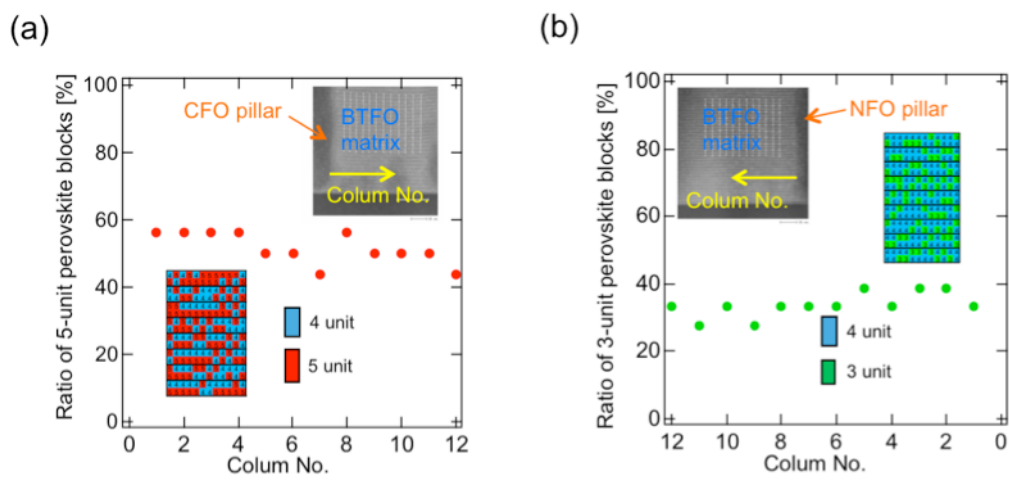 (a)
Ratio of 5-unit perovskite blocks [%]
100
80
60
40
20
0
CFO pillar
BTFO
matrix
Colum No.
4 unit
5 unit
0 2 4 6 8 10 12
Colum No.
(b)
Ratio of 3-unit perovskite blocks [%]
100
80
60
40
20
0
BTFO
matrix
NFO pillar
Colum No.
4 unit
3 unit
12 10 8 6 4 2 0
Colum No.